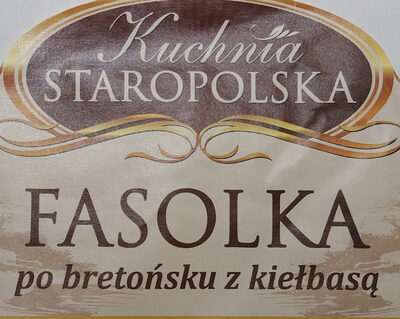 Kuchnia
STAROPOLSKA
FASOLKA
po bretońsku z kiełbasą